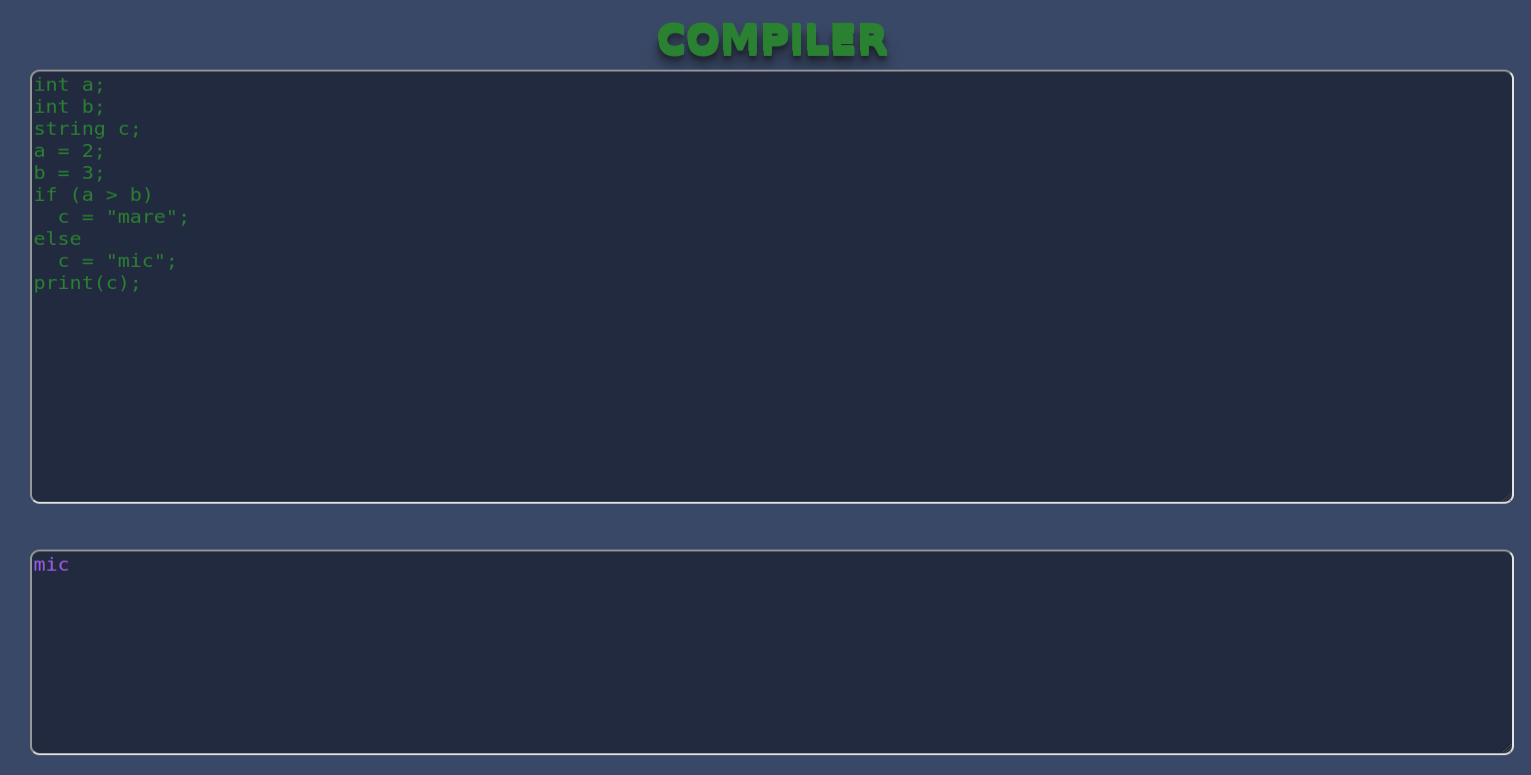 COMPILER
int a;
int b;
string c;
a = 2;
b = 3;
if (a > b)
  c = "mare";
else
  c = "mic";
print(c);
mic